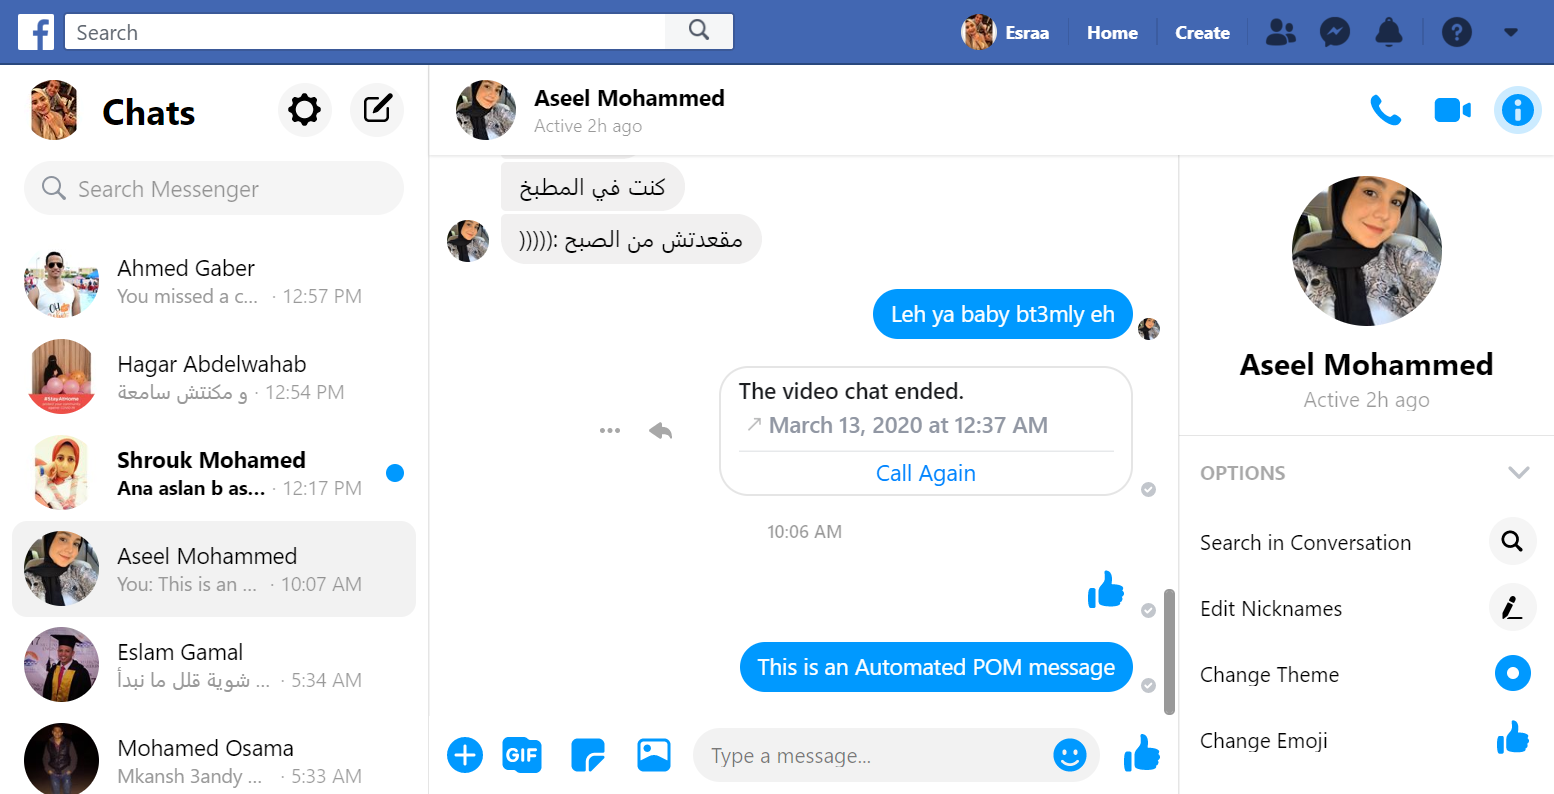 Search
Esraa
Home
Create
Chats
Search Messenger
Ahmed Gaber
You missed a c... · 12:57 PM
Hagar Abdelwahab
و مكنتش سامعة · 12:54 PM
Shrouk Mohamed
Ana aslan b as... · 12:17 PM
Aseel Mohammed
You: This is an ... · 10:07 AM
Eslam Gamal
شوية قلل ما نبدأ ... · 5:34 AM
Mohamed Osama
Mkansh 3andy ... · 5:33 AM
Aseel Mohammed
Active 2h ago
كنت في المطبخ
مقعدتش من الصبح :(((((
Leh ya baby bt3mly eh
The video chat ended.
March 13, 2020 at 12:37 AM
Call Again
10:06 AM
This is an Automated POM message
GIF
Type a message...
Aseel Mohammed
Active 2h ago
OPTIONS
Search in Conversation
Edit Nicknames
Change Theme
Change Emoji